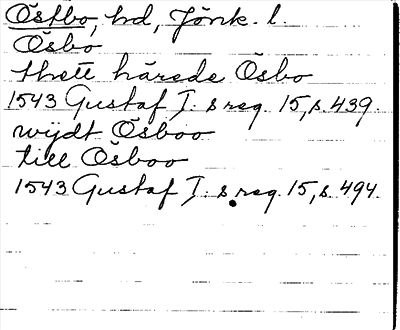 Östbo, hd, Jönk. l.
Ösbo
thett härede Ösbo
1543 Gustaf I:s reg. 15, s. 439.
wijdt Ösboo
till Ösboo
1543 Gustaf I:s reg. 15, s. 494.